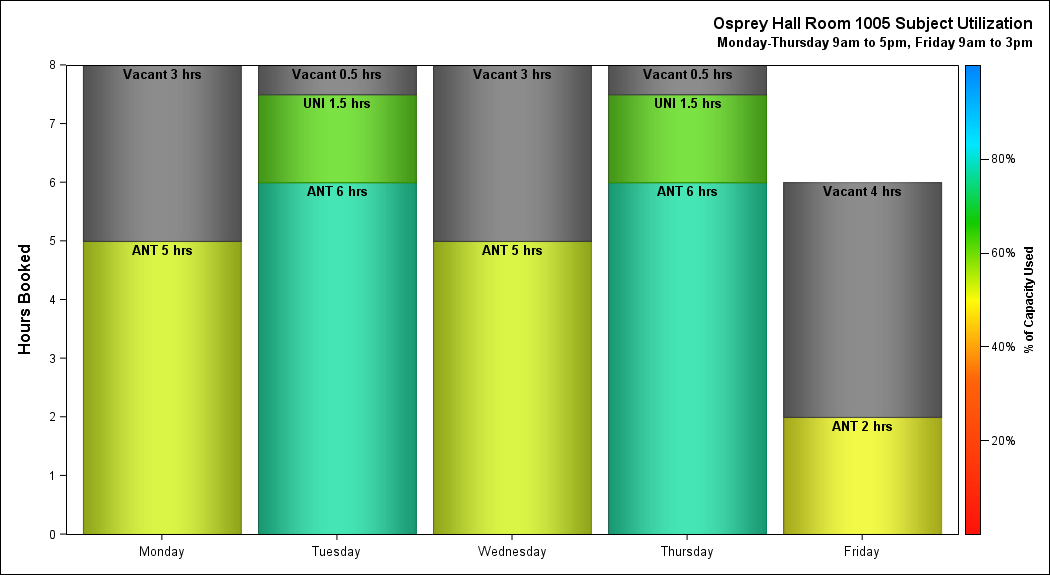 Osprey Hall Room 1005 Subject Utilization
Monday-Thursday 9am to 5pm, Friday 9am to 3pm
Hours Booked
8
7
6
5
4
3
2
1
0
Vacant 3 hrs
ANT 5 hrs
Vacant 0.5 hrs
UNI 1.5 hrs
ANT 6 hrs
Vacant 3 hrs
ANT 5 hrs
Vacant 0.5 hrs
UNI 1.5 hrs
ANT 6 hrs
Vacant 4 hrs
ANT 2 hrs
Monday
Tuesday
Wednesday
Thursday
Friday
80%
60%
40%
20%
% of Capacity Used